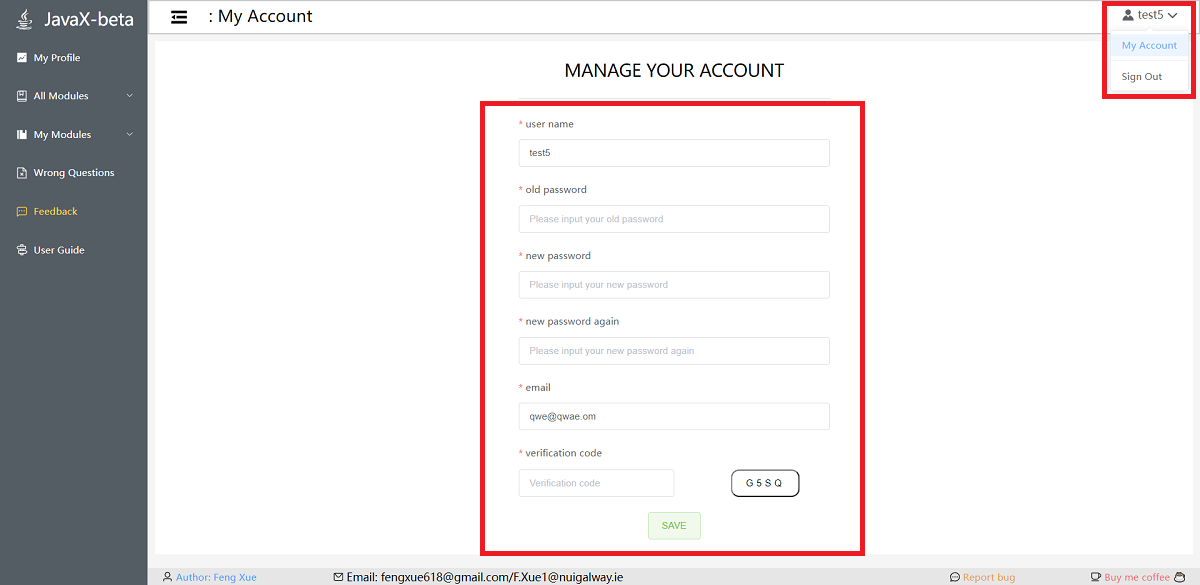 JavaX-beta
: My Account
test5
My Account
Sign Out
My Profile
All Modules
My Modules
Wrong Questions
Feedback
User Guide
MANAGE YOUR ACCOUNT
* user name
test5
* old password
Please input your old password
* new password
Please input your new password
* new password again
Please input your new password again
* email
qwe@qwae.om
* verification code
Verification code
G 5 S Q
SAVE
Author: Feng Xue
Email: fengxue618@gmail.com/F.Xue1@nuigalway.ie
Report bug
Buy me coffee